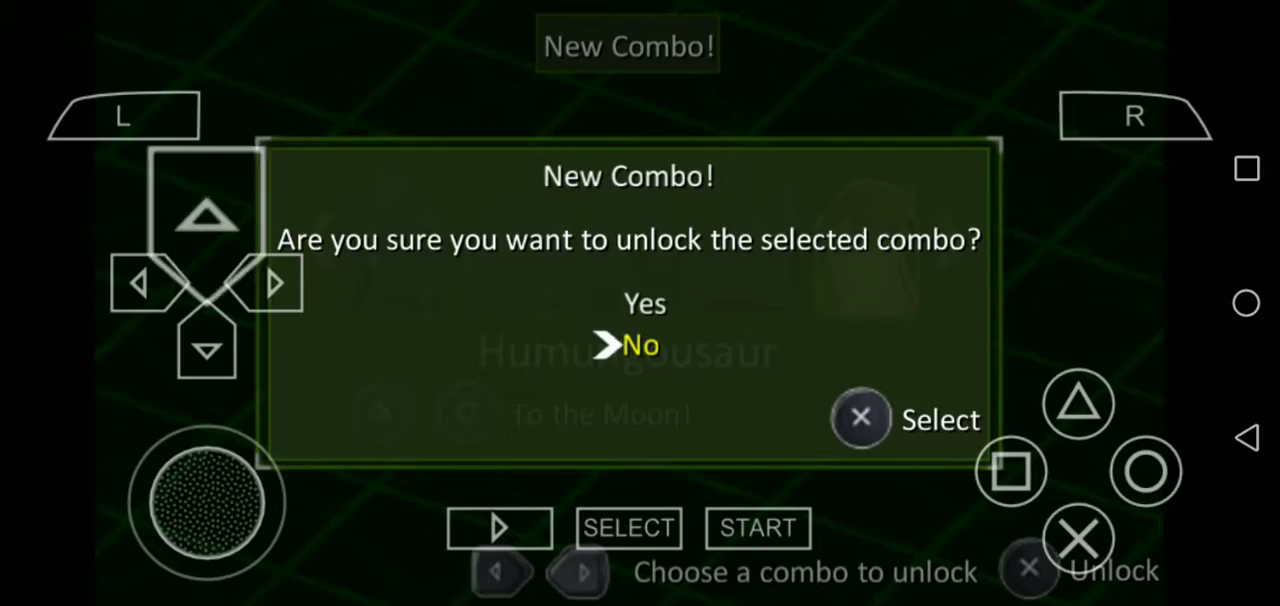 New Combo!
L
R
New Combo!
Are you sure you want to unlock the selected combo?
Yes
No
Humungousaur
To the Moon!
Select
SELECT
START
Choose a combo to unlock
Unlock